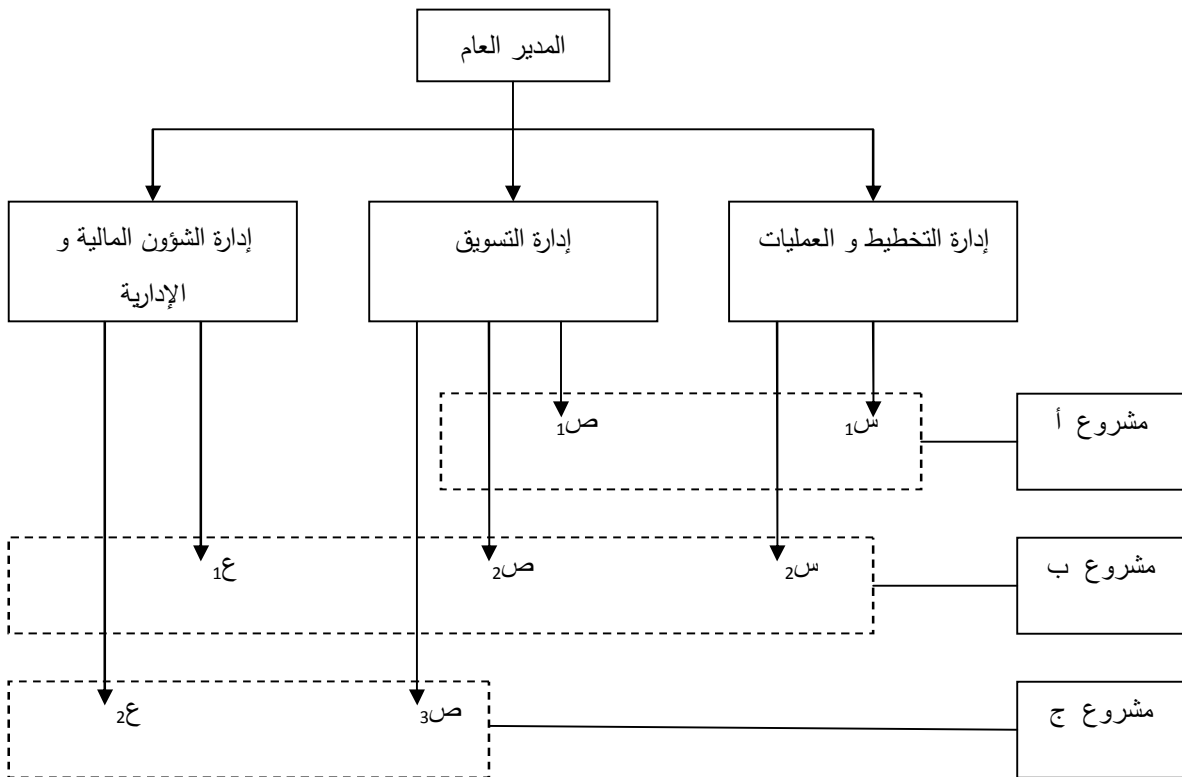 المدير العام
إدارة التخطيط و العمليات
إدارة التسويق
إدارة الشؤون المالية و
الإدارية
مشروع أ
س1
ص1
مشروع ب
س2
ص2
ع1
مشروع ج
ص3
ع2